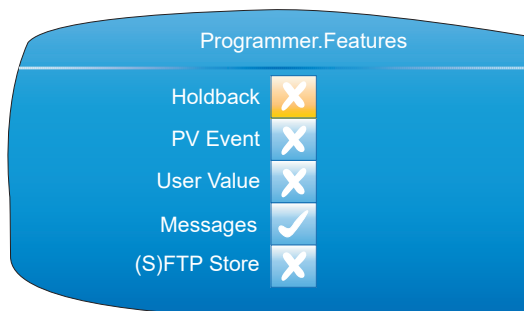 Programmer.Features
Holdback
PV Event
User Value
Messages
(S)FTP Store